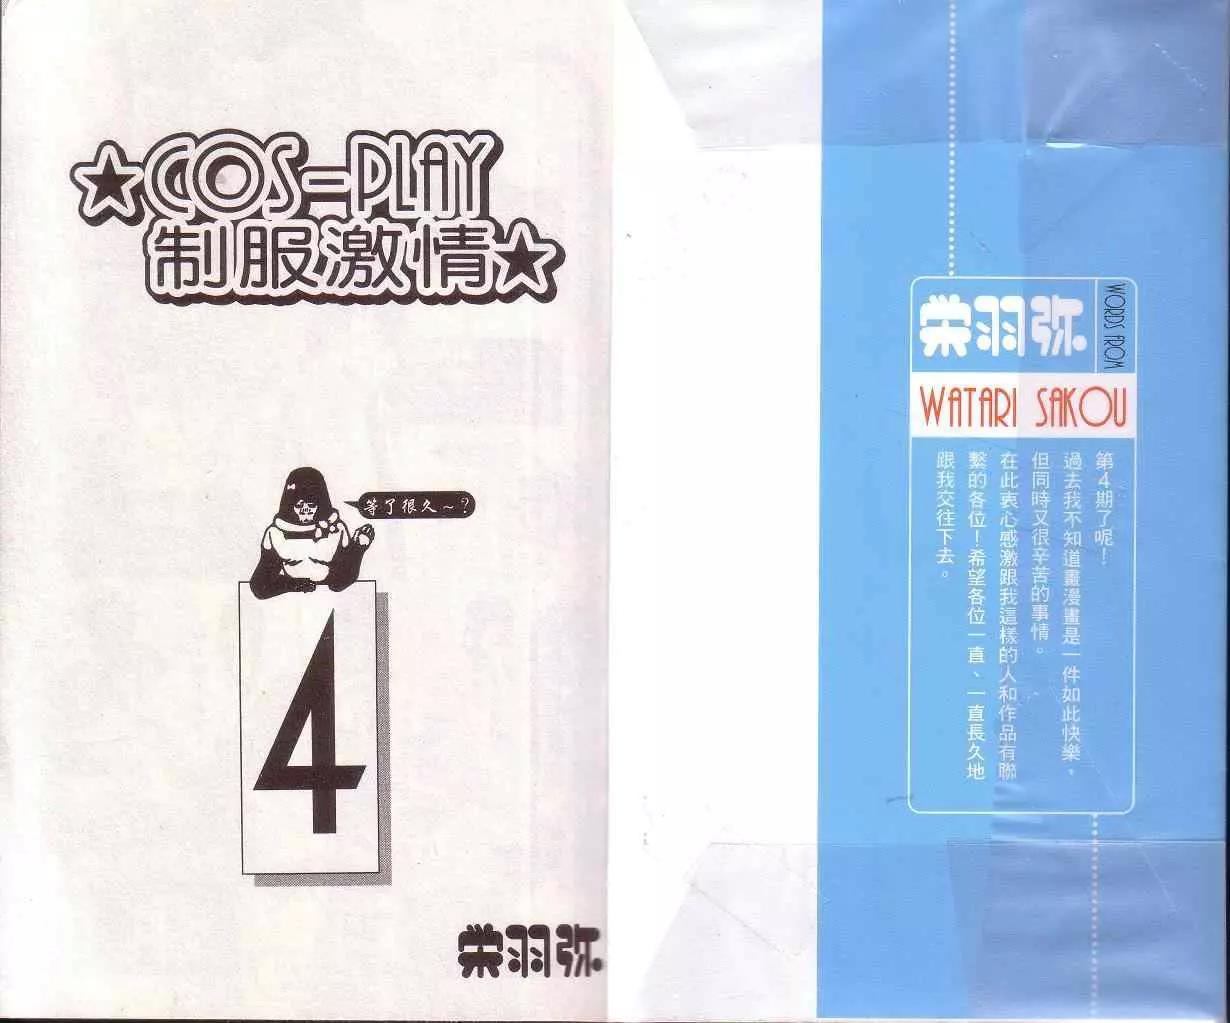 ★COS-PLAY
制服激情★
等了很久～？
4
栄羽弥
WORDS FROM
栄羽弥
WATARI SAKOU
第4期了呢！
過去我不知道畫漫畫是一件如此快樂，
但同時又很辛苦的事情。
在此衷心感激跟我這樣的人和作品有聯
繫的各位！希望各位一直、一直長久地
跟我交往下去。